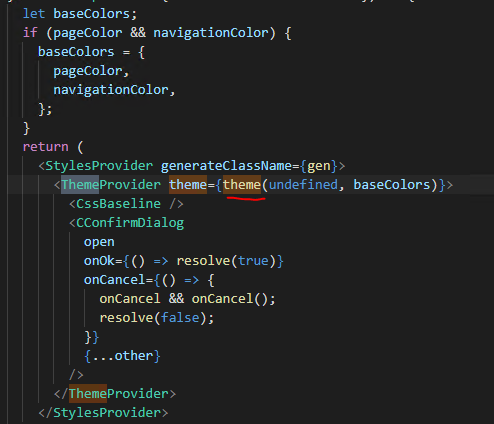 let baseColors;
if (pageColor && navigationColor) {
baseColors = {
pageColor,
navigationColor,
};
}
return (
<StylesProvider generateClassName={gen}>
<ThemeProvider theme={theme(undefined, baseColors)}>
<CssBaseline />
<CConfirmDialog
open
onOk={() => resolve(true)}
onCancel={() => {
onCancel && onCancel();
resolve(false);
}}
{...other}
/>
</ThemeProvider>
</StylesProvider>